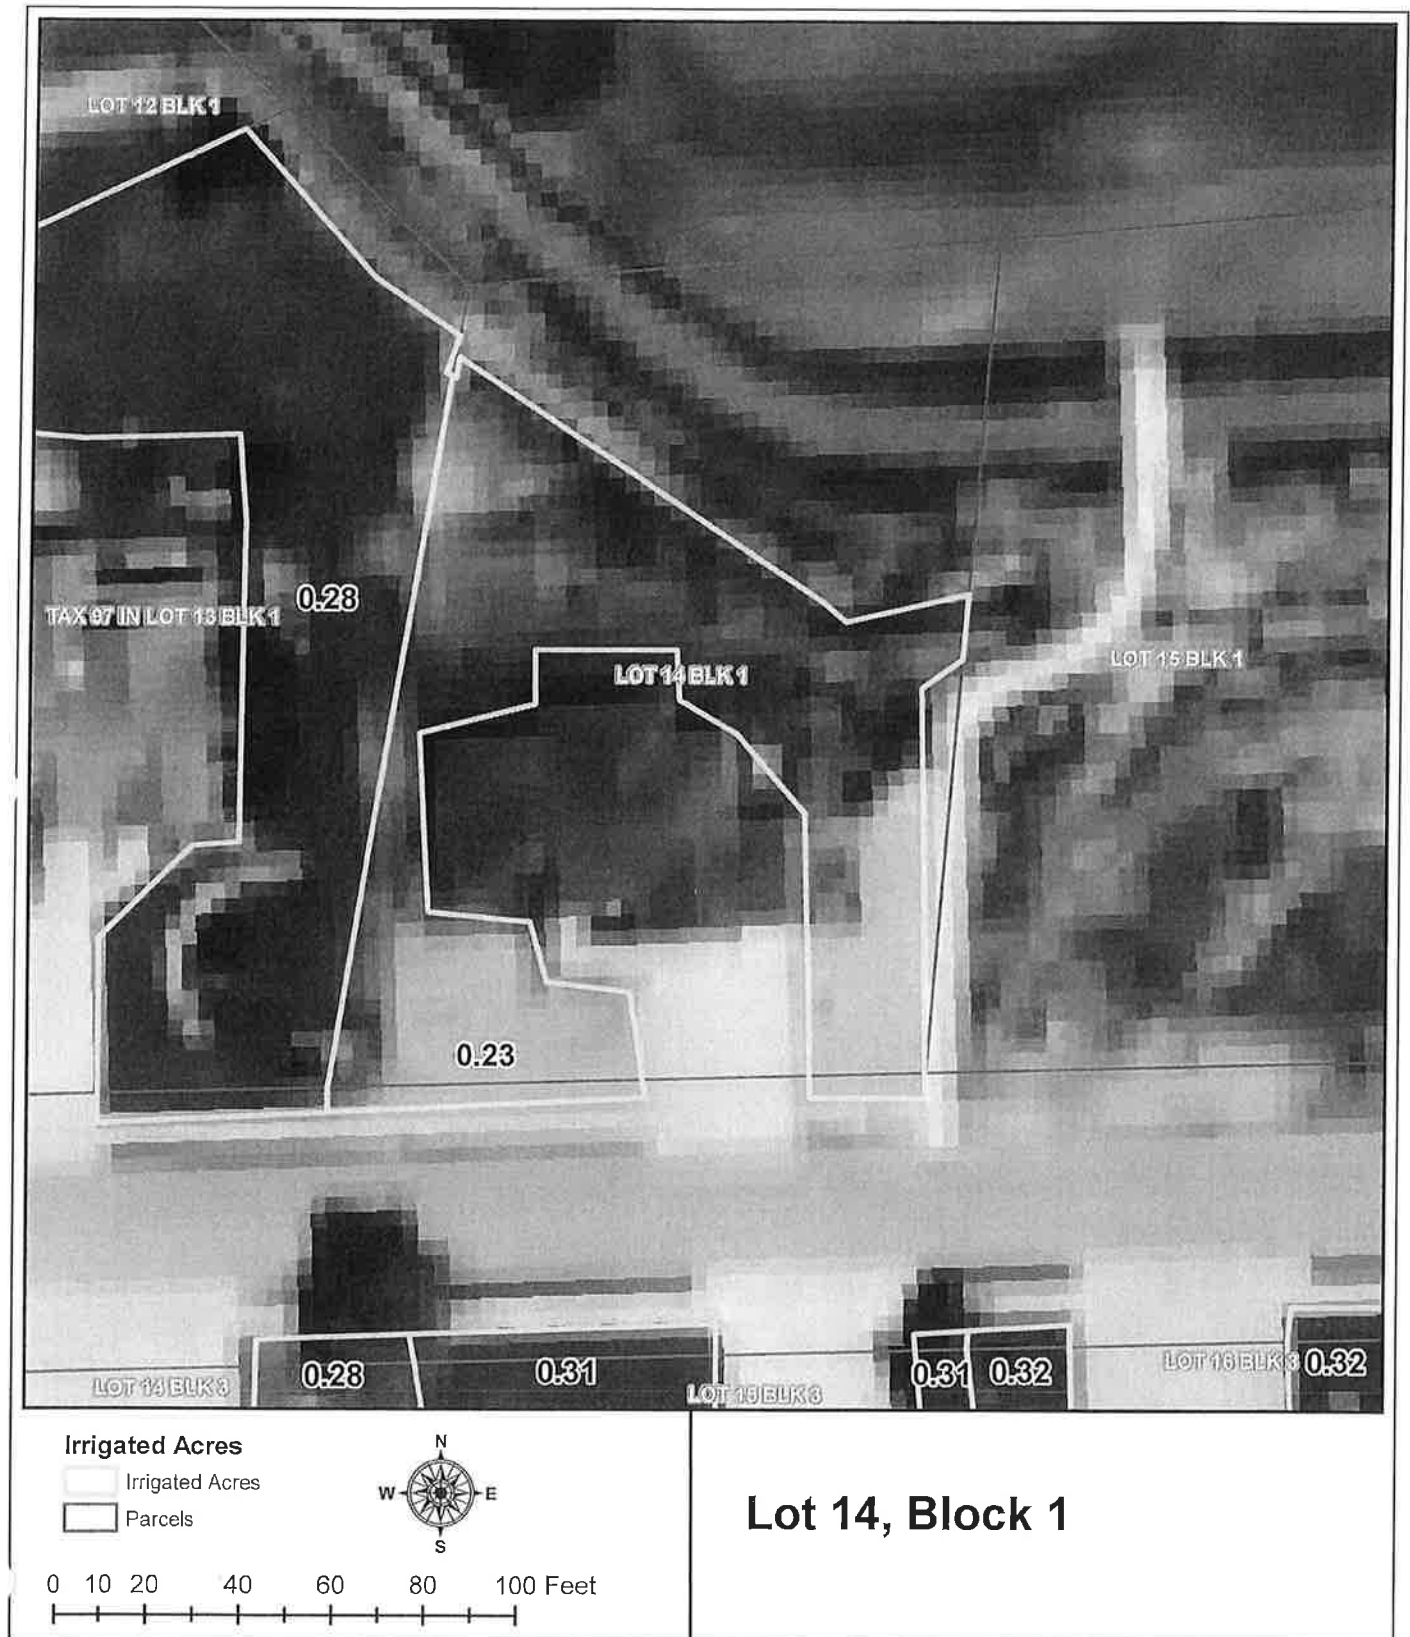 LOT 12 BLK 1
0.28
TAX 97 IN LOT 13 BLK 1
LOT 14 BLK 1
LOT 15 BLK 1
0.23
0.28
0.31
0.31
0.32
LOT 16 BLK 3
0.32
LOT 14 BLK 3
LOT 15 BLK 3
Irrigated Acres
Irrigated Acres
Parcels
N
W
E
S
Lot 14, Block 1
0 10 20 40 60 80 100 Feet